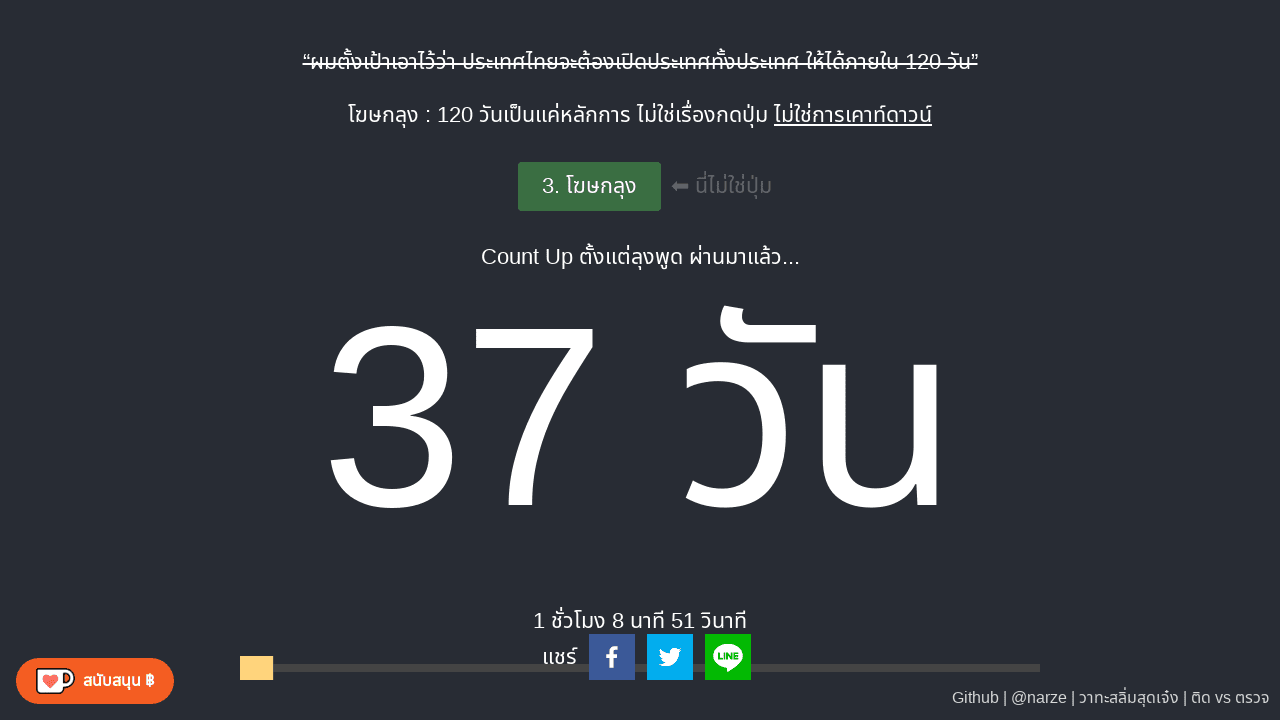 “ผมตั้งเป้าเอาไว้ว่า ประเทศไทยจะต้องเปิดประเทศทั้งประเทศ ให้ได้ภายใน 120 วัน”
โฆษกลุง : 120 วันเป็นแค่หลักการ ไม่ใช่เรื่องกดปุ่ม ไม่ใช่การเคาท์ดาวน์
3. โฆษกลุง ⬅ นี่ไม่ใช่ปุ่ม
Count Up ตั้งแต่ลุงพูด ผ่านมาแล้ว...
37 วัน
1 ชั่วโมง 8 นาที 51 วินาที
แชร์
LINE
สนับสนุน ฿
Github | @narze | วาทะสลิ่มสุดเจ๋ง | ติด vs ตรวจ